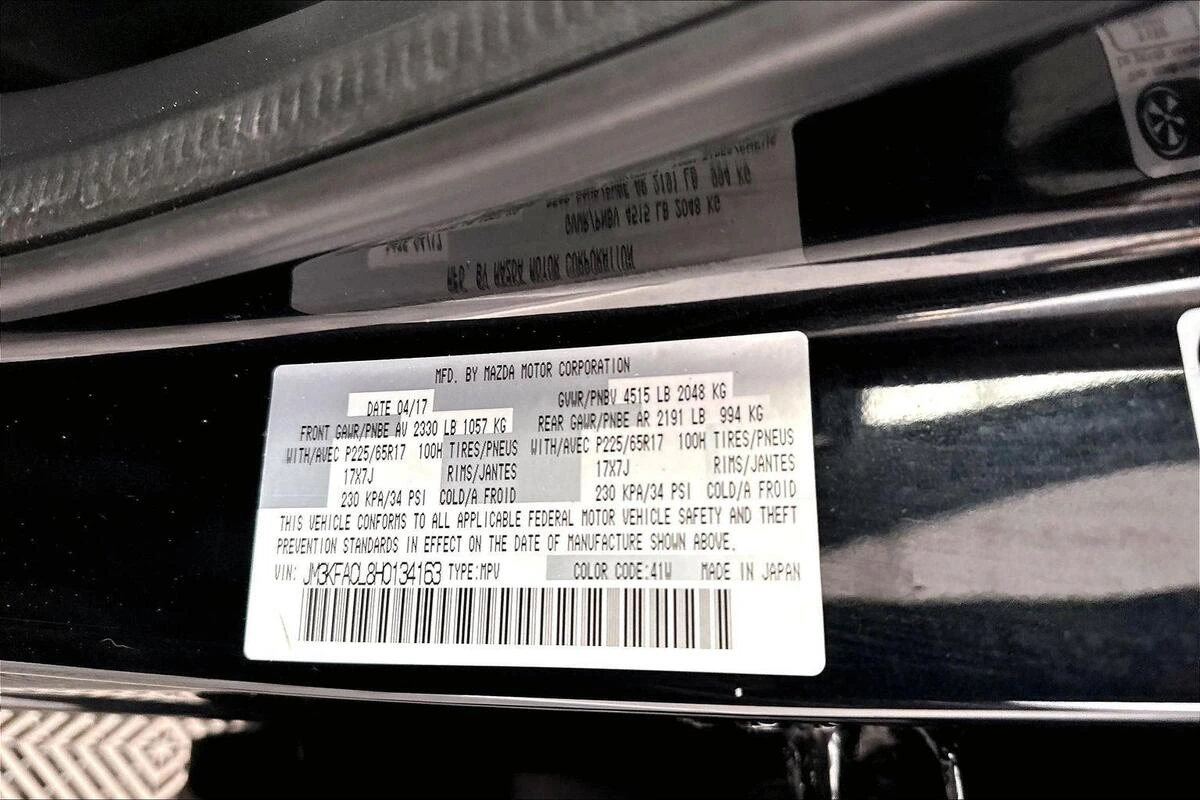 MFD. BY MAZDA MOTOR CORPORATION
DATE 04/17 GVWR/PNBV 4515 LB 2048 KG
FRONT GAWR/PNBE AV 2330 LB 1057 KG REAR GAWR/PNBE AR 2191 LB 994 KG
WITH/AVEC P225/65R17 100H TIRES/PNEUS WITH/AVEC P225/65R17 100H TIRES/PNEUS
17X7J RIMS/JANTES 17X7J RIMS/JANTES
230 KPA/34 PSI COLD/A FROID 230 KPA/34 PSI COLD/A FROID
THIS VEHICLE CONFORMS TO ALL APPLICABLE FEDERAL MOTOR VEHICLE SAFETY AND THEFT
PREVENTION STANDARDS IN EFFECT ON THE DATE OF MANUFACTURE SHOWN ABOVE.
VIN: JM3KFACL8H0134163 TYPE:MPV COLOR CODE:41W MADE IN JAPAN